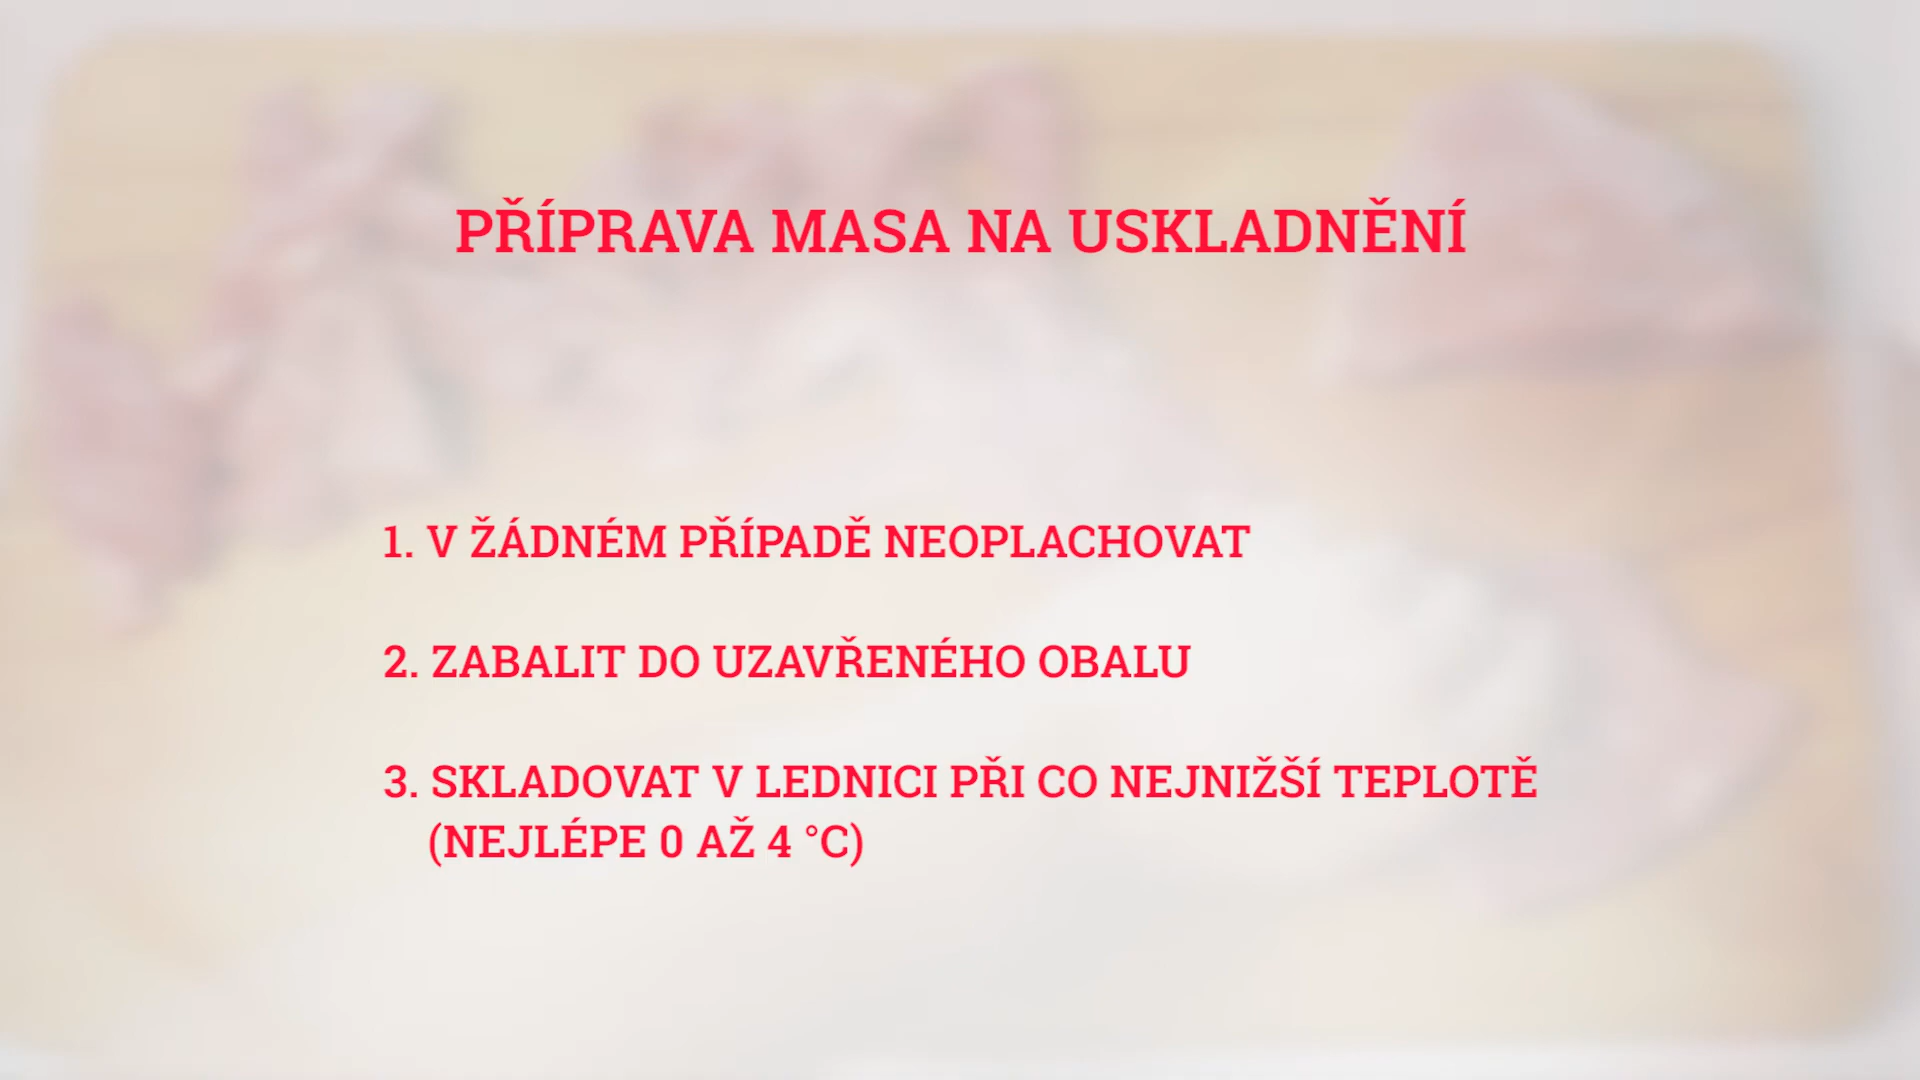 PŘÍPRAVA MASA NA USKLADNĚNÍ
1. V ŽÁDNÉM PŘÍPADĚ NEOPLACHOVAT
2. ZABALIT DO UZAVŘENÉHO OBALU
3. SKLADOVAT V LEDNICI PŘI CO NEJNIŽŠÍ TEPLOTĚ
(NEJLÉPE 0 AŽ 4 °C)